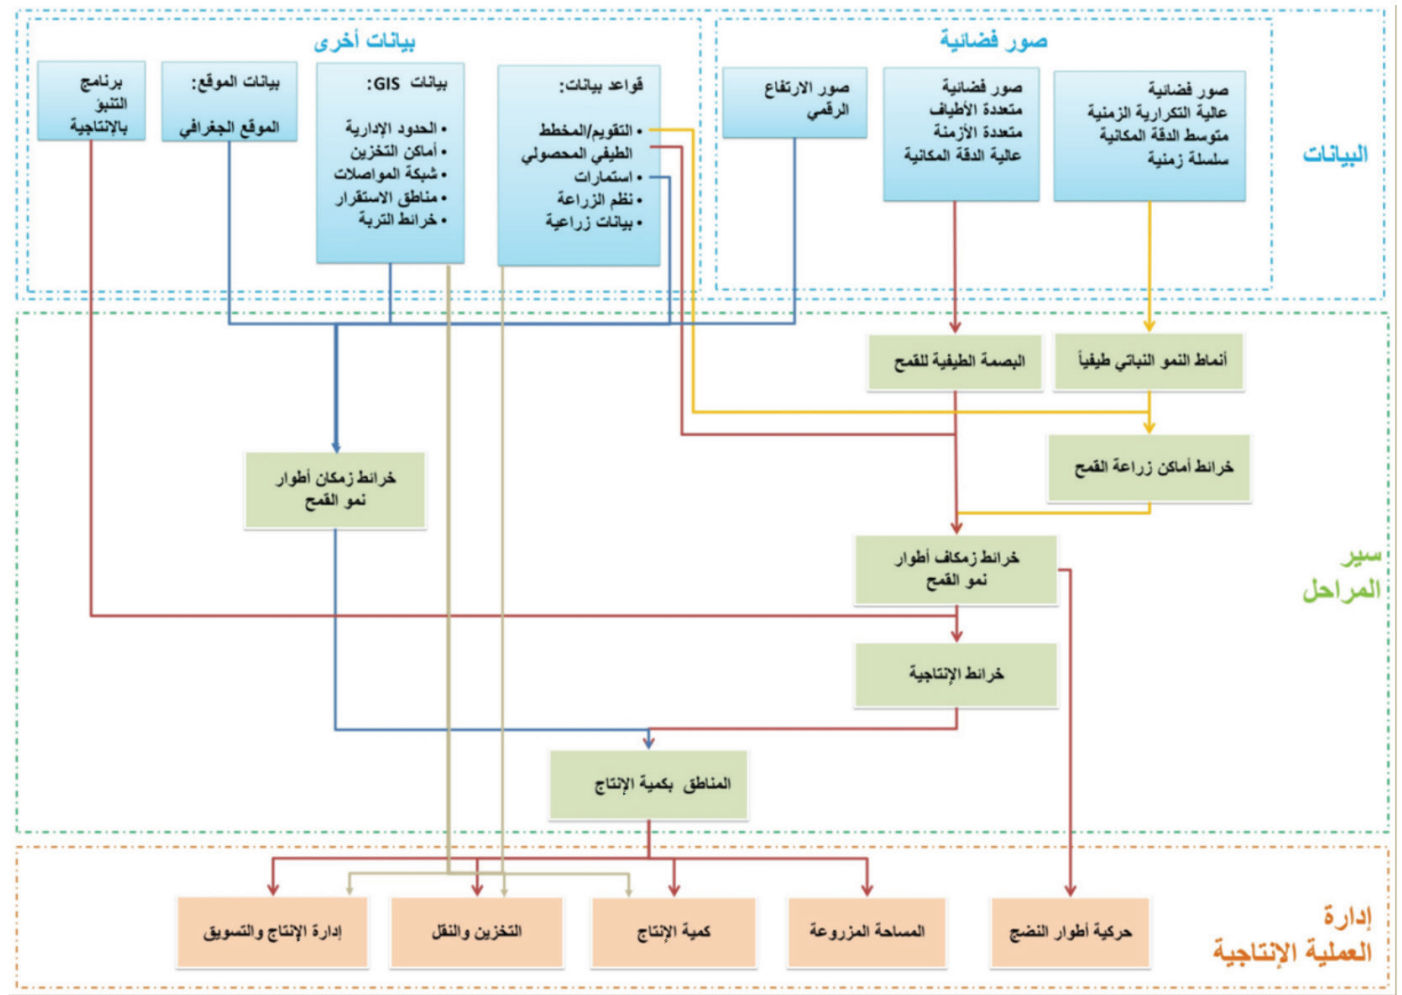 صور فضائية
بيانات أخرى
البيانات
صور فضائية
عالية التكرارية الزمنية
متوسط الدقة المكانية
سلسلة زمنية
صور فضائية
متعددة الأطياف
متعددة الأزمنة
عالية الدقة المكانية
صور الارتفاع
الرقمي
قواعد بيانات:
• التقويم/المخطط
الطيفي المحصولي
• استمارات
• نظم الزراعة
• بيانات زراعية
بيانات GIS:
• الحدود الإدارية
• أماكن التخزين
• شبكة المواصلات
• مناطق الاستقرار
• خرائط التربة
بيانات الموقع:
الموقع الجغرافي
برنامج
التنبؤ
بالإنتاجية
سير
المراحل
أنماط النمو النباتي طيفياً
البصمة الطيفية للقمح
خرائط أماكن زراعة القمح
خرائط زمكان أطوار
نمو القمح
خرائط زمكاف أطوار
نمو القمح
خرائط الإنتاجية
المناطق بكمية الإنتاج
إدارة
العملية الإنتاجية
حركية أطوار النضج
المساحة المزروعة
كمية الإنتاج
التخزين والنقل
إدارة الإنتاج والتسويق